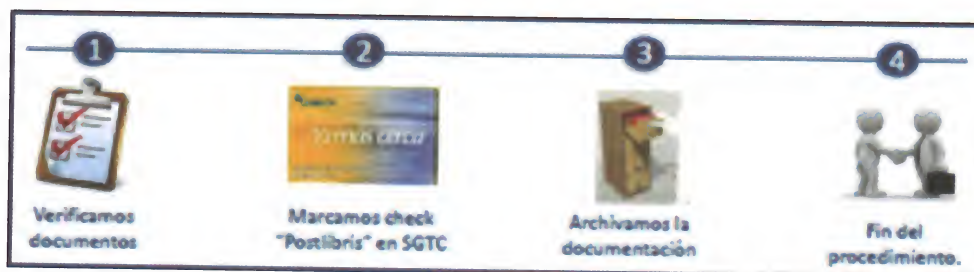 1
2
3
4
Verificamos
documentos
Marcamos check
"Postlibris" en SGTC
Archivamos la
documentación
Fin del
procedimiento.